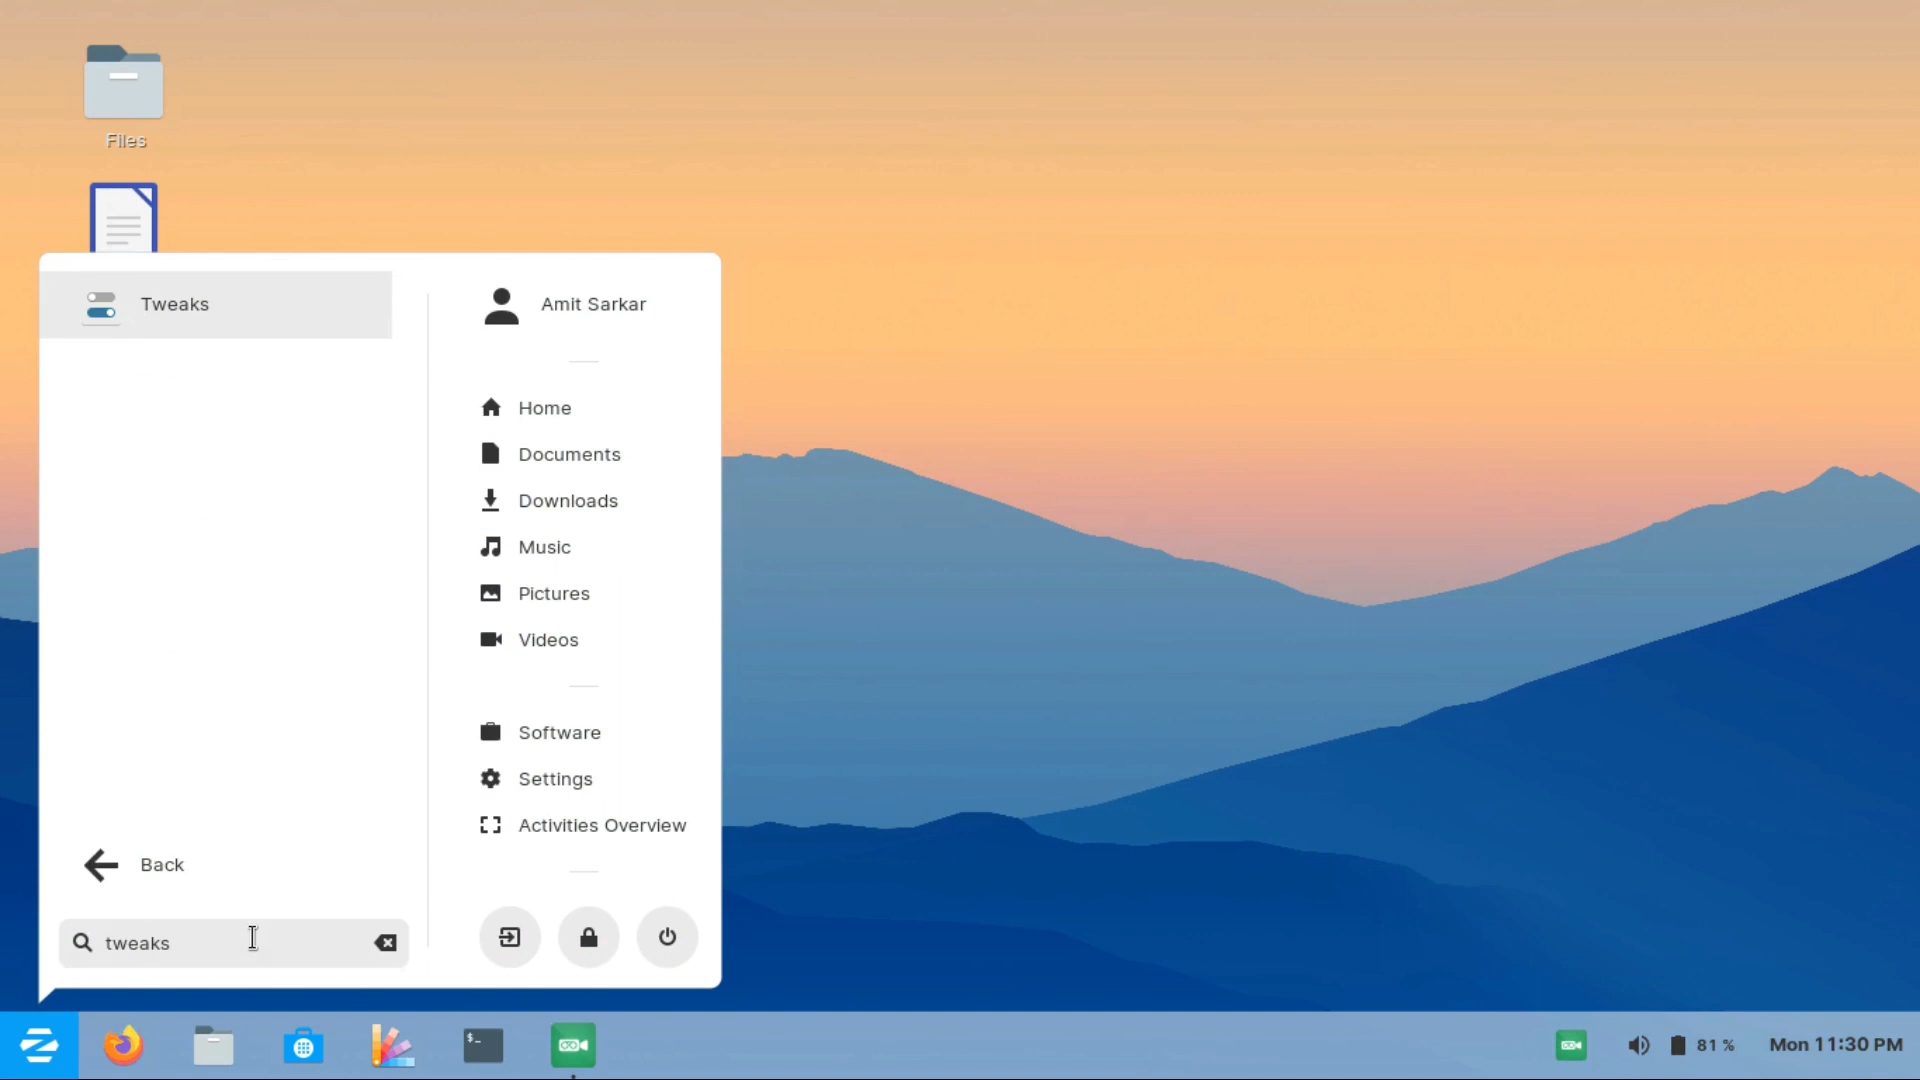 Files
Tweaks
Amit Sarkar
Home
Documents
Downloads
Music
Pictures
Videos
Software
Settings
Activities Overview
Back
tweaks
$_
81 %
Mon 11:30 PM